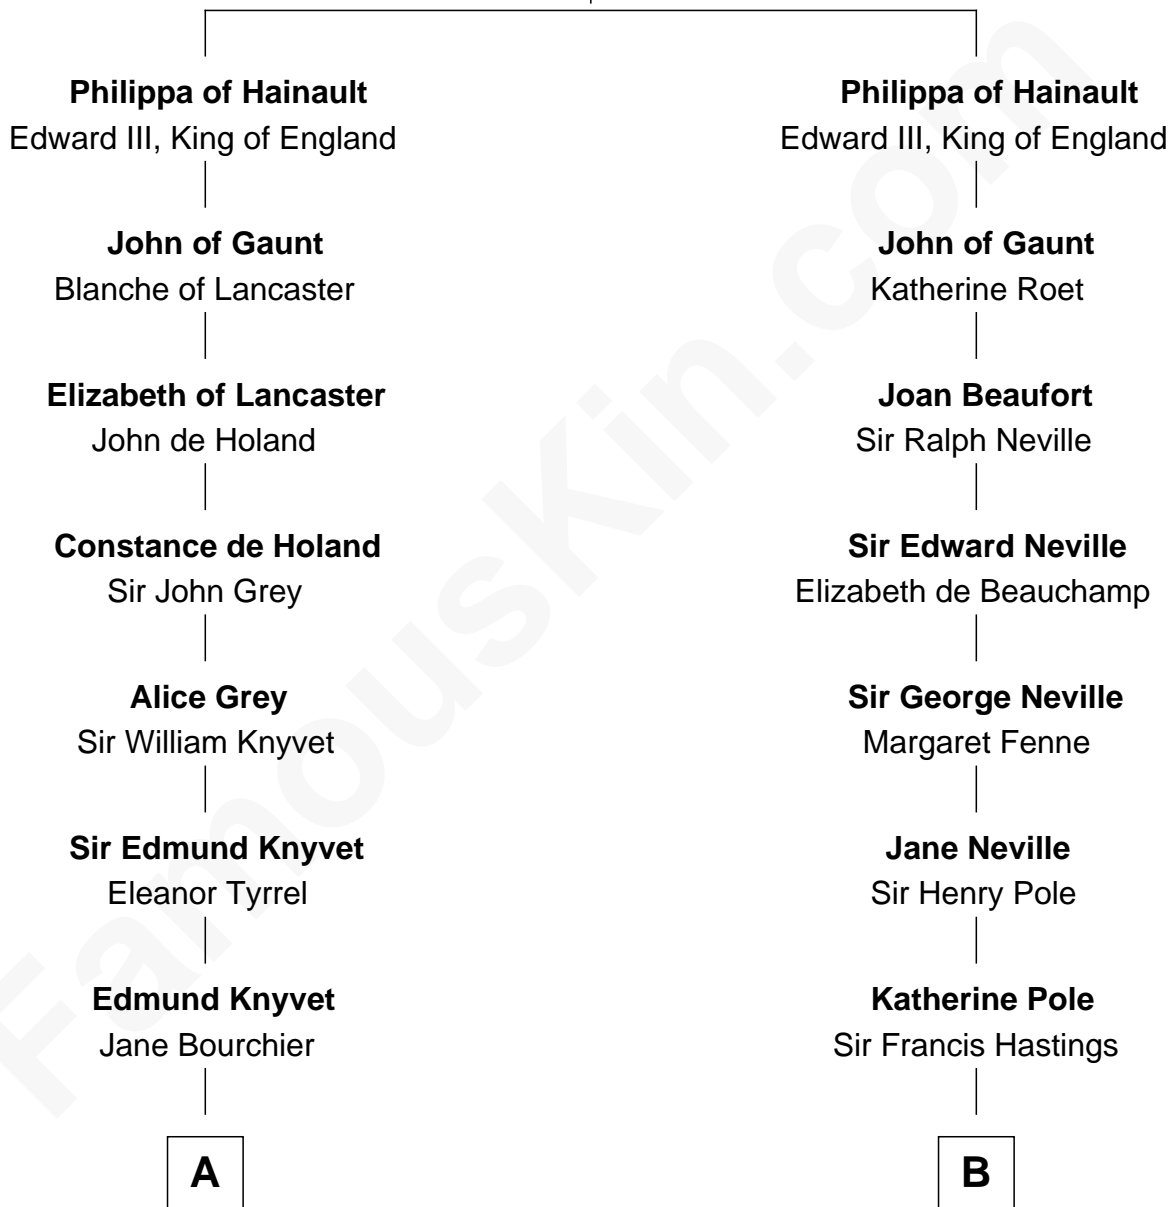 Philippa of Hainault
Edward III, King of England
John of Gaunt
Blanche of Lancaster
Elizabeth of Lancaster
John de Holand
Constance de Holand
Sir John Grey
Alice Grey
Sir William Knyvet
Sir Edmund Knyvet
Eleanor Tyrrel
Edmund Knyvet
Jane Bourchier
A
Philippa of Hainault
Edward III, King of England
John of Gaunt
Katherine Roet
Joan Beaufort
Sir Ralph Neville
Sir Edward Neville
Elizabeth de Beauchamp
Sir George Neville
Margaret Fenne
Jane Neville
Sir Henry Pole
Katherine Pole
Sir Francis Hastings
B
FamousKin.com